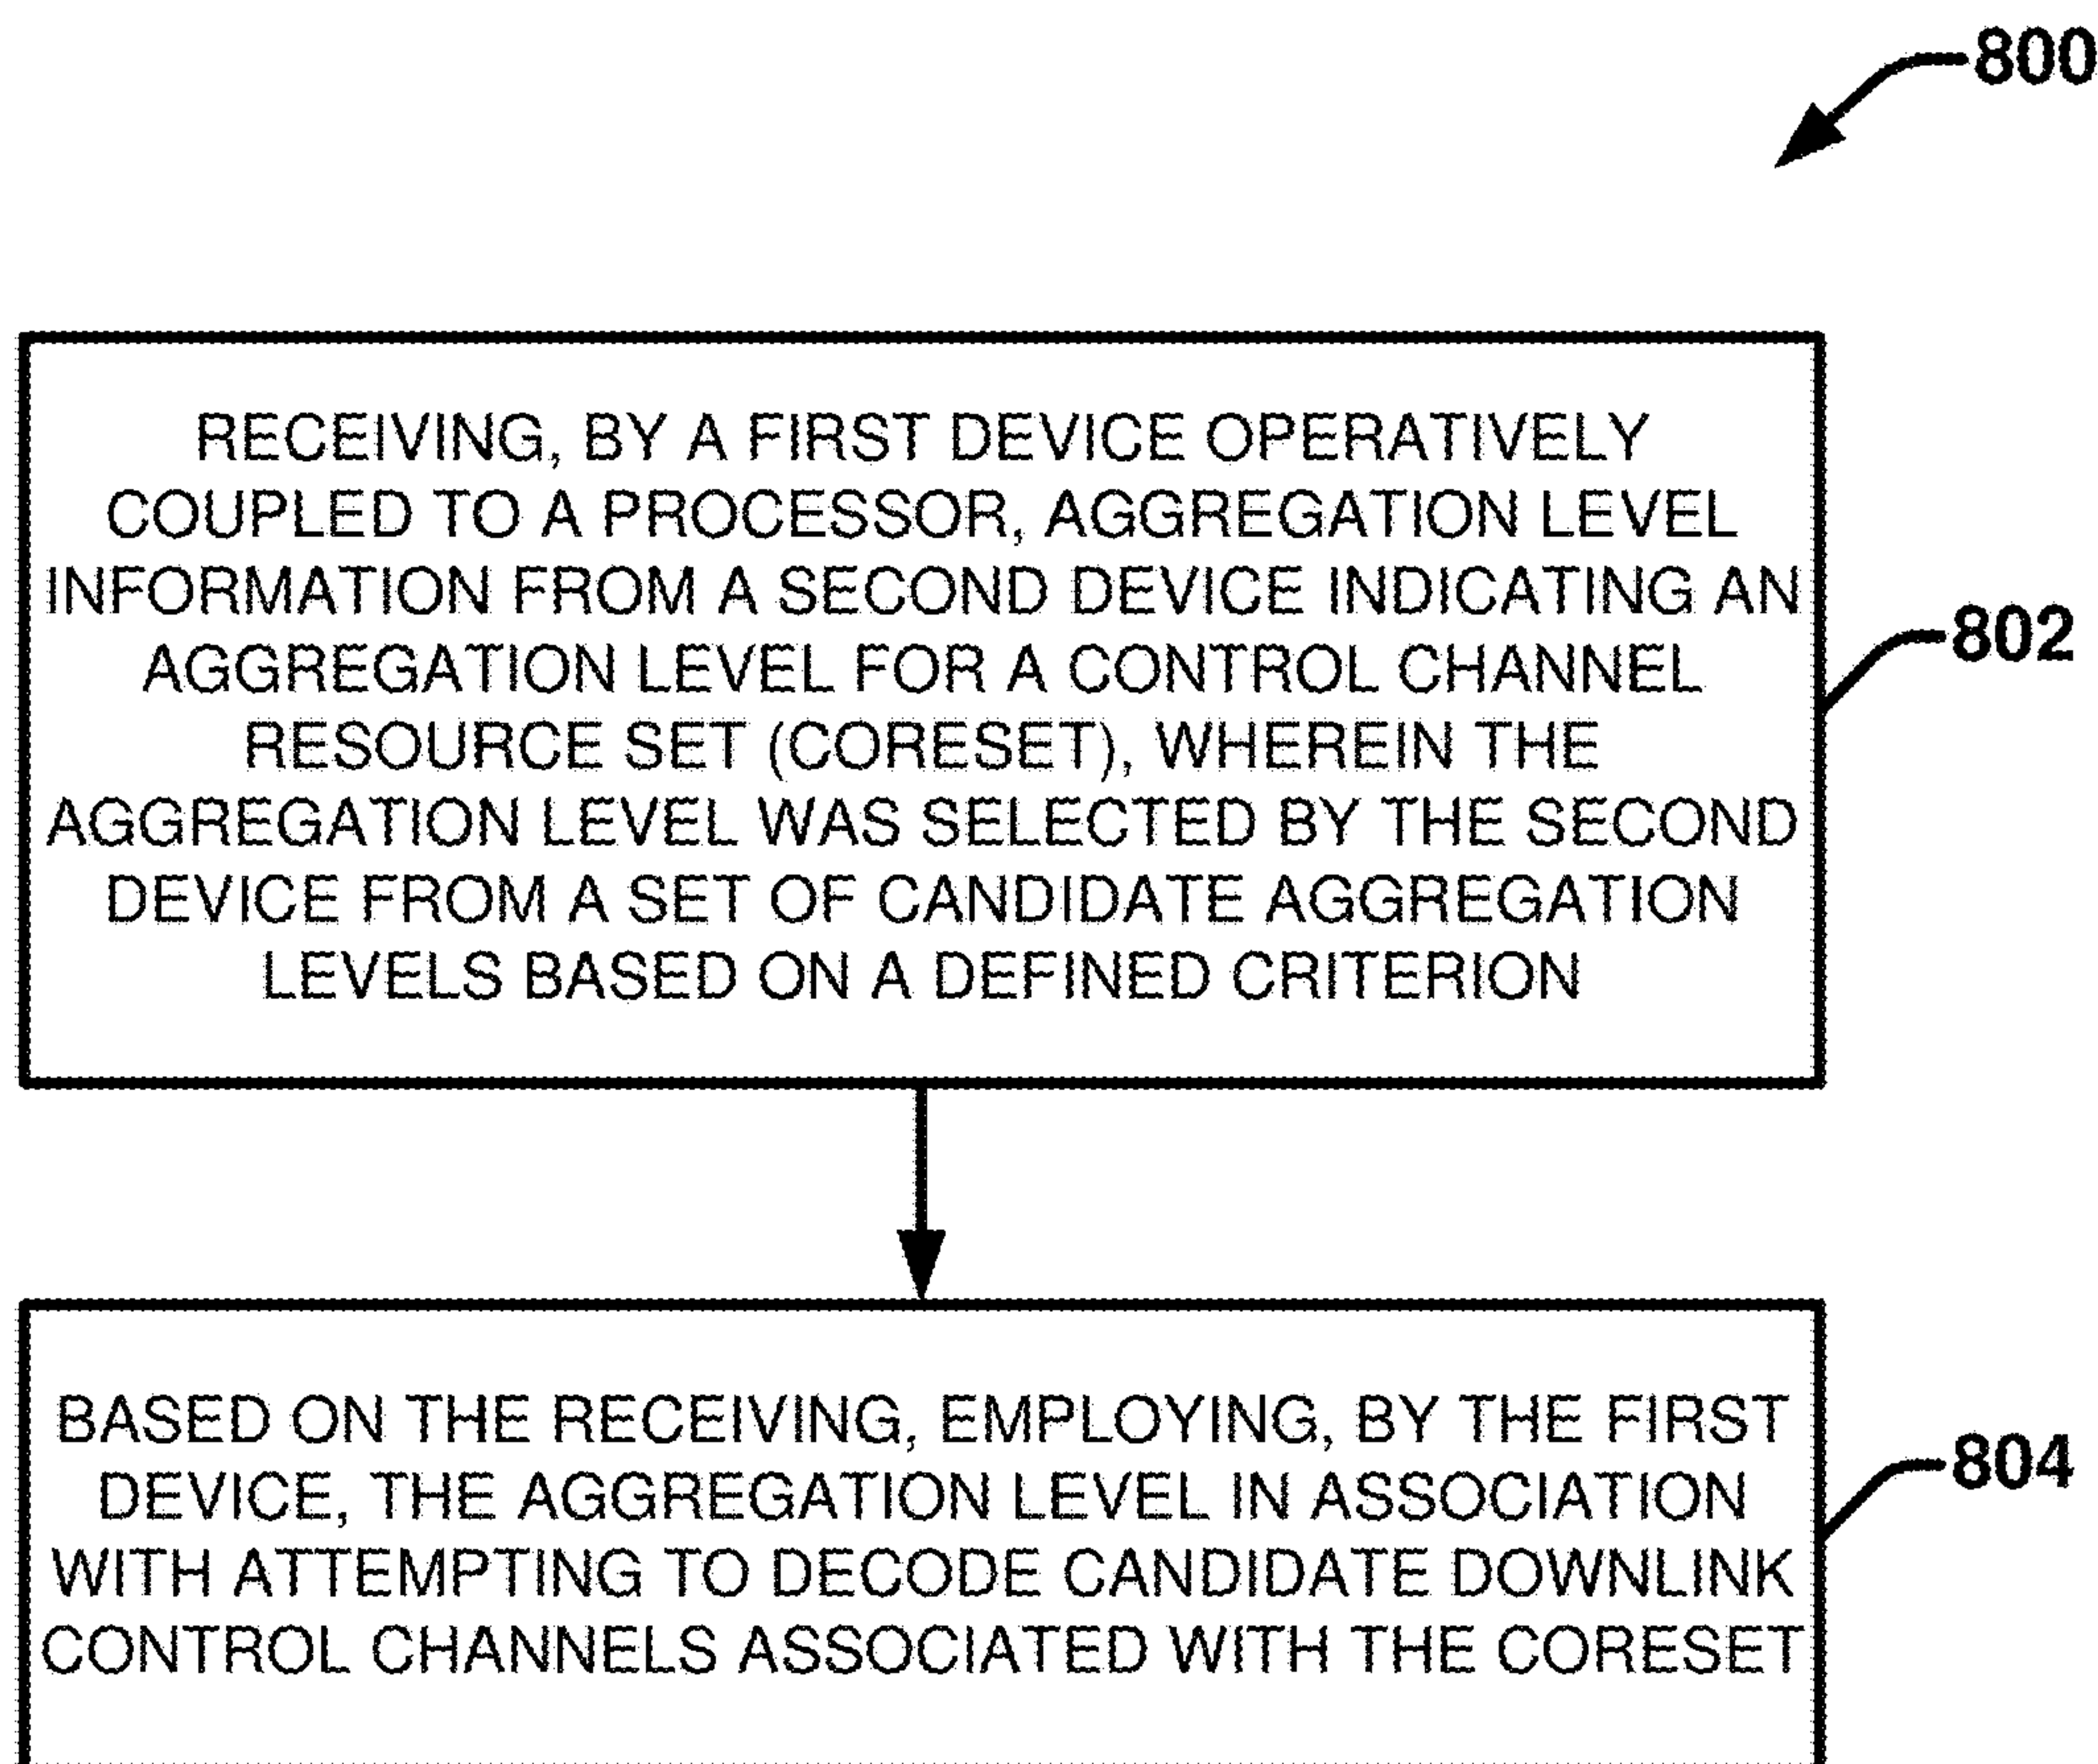 800
RECEIVING, BY A FIRST DEVICE OPERATIVELY
COUPLED TO A PROCESSOR, AGGREGATION LEVEL
INFORMATION FROM A SECOND DEVICE INDICATING AN
AGGREGATION LEVEL FOR A CONTROL CHANNEL
RESOURCE SET (CORESET), WHEREIN THE
AGGREGATION LEVEL WAS SELECTED BY THE SECOND
DEVICE FROM A SET OF CANDIDATE AGGREGATION
LEVELS BASED ON A DEFINED CRITERION
802
BASED ON THE RECEIVING, EMPLOYING, BY THE FIRST
DEVICE, THE AGGREGATION LEVEL IN ASSOCIATION
WITH ATTEMPTING TO DECODE CANDIDATE DOWNLINK
CONTROL CHANNELS ASSOCIATED WITH THE CORESET
804